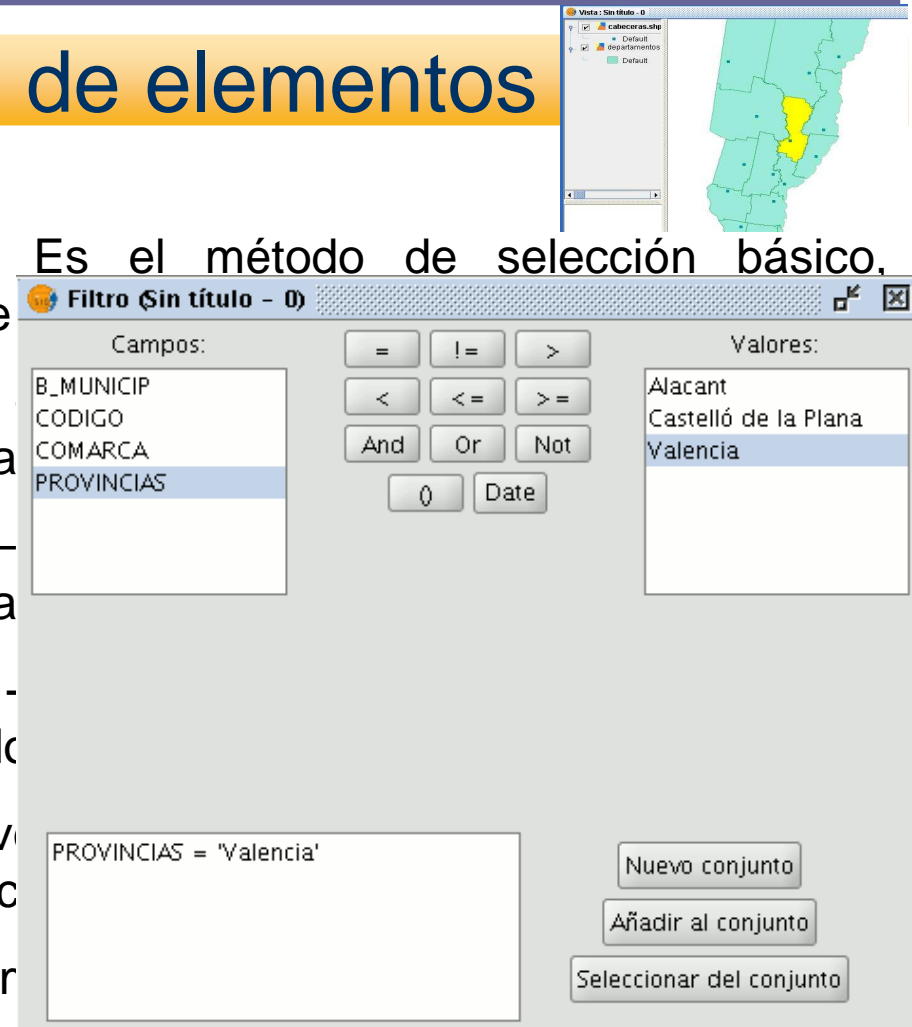 Vista : Sin título - 0
cabeceras.shp
Default
departamentos
Default
de elementos
Es el método de selección básico,
Filtro (Sin título - 0)
Campos:
B_MUNICIP
CODIGO
COMARCA
PROVINCIAS
= != >
< <= >=
And Or Not
() Date
Valores:
Alacant
Castelló de la Plana
Valencia
PROVINCIAS = 'Valencia'
Nuevo conjunto
Añadir al conjunto
Seleccionar del conjunto